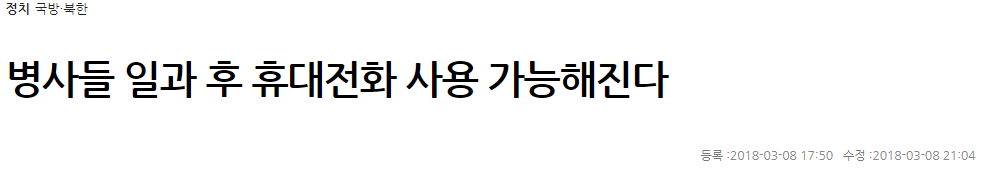 정치 국방·북한
병사들 일과 후 휴대전화 사용 가능해진다
등록 :2018-03-08 17:50 수정 :2018-03-08 21:04